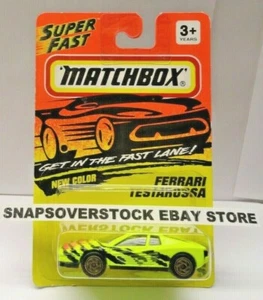 SUPER FAST
3+
YEARS
MATCHBOX®
GET IN THE FAST LANE!
NEW COLOR
FERRARI
TESTAROSSA
SNAPSOVERSTOCK EBAY STORE